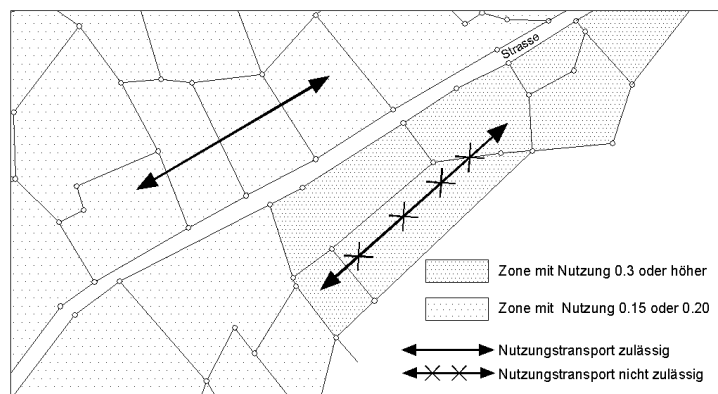 Strasse
Zone mit Nutzung 0.3 oder höher
Zone mit Nutzung 0.15 oder 0.20
Nutzungstransport zulässig
Nutzungstransport nicht zulässig